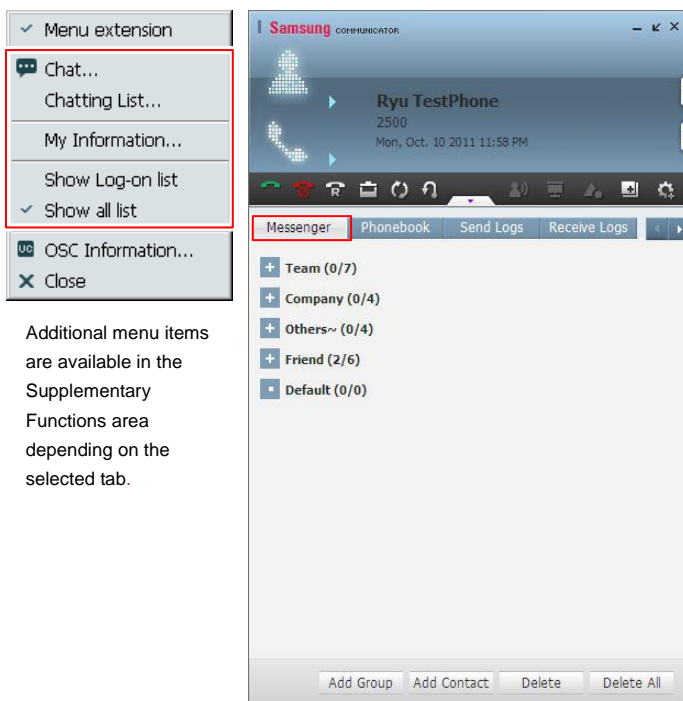 Menu extension
Chat...
Chatting List...
My Information...
Show Log-on list
Show all list
UC OSC Information...
Close
Additional menu items
are available in the
Supplementary
Functions area
depending on the
selected tab.
Samsung COMMUNICATOR
Ryu TestPhone
2500
Mon, Oct. 10 2011 11:58 PM
R
Messenger Phonebook Send Logs Receive Logs
Team (0/7)
Company (0/4)
Others~ (0/4)
Friend (2/6)
Default (0/0)
Add Group Add Contact Delete Delete All